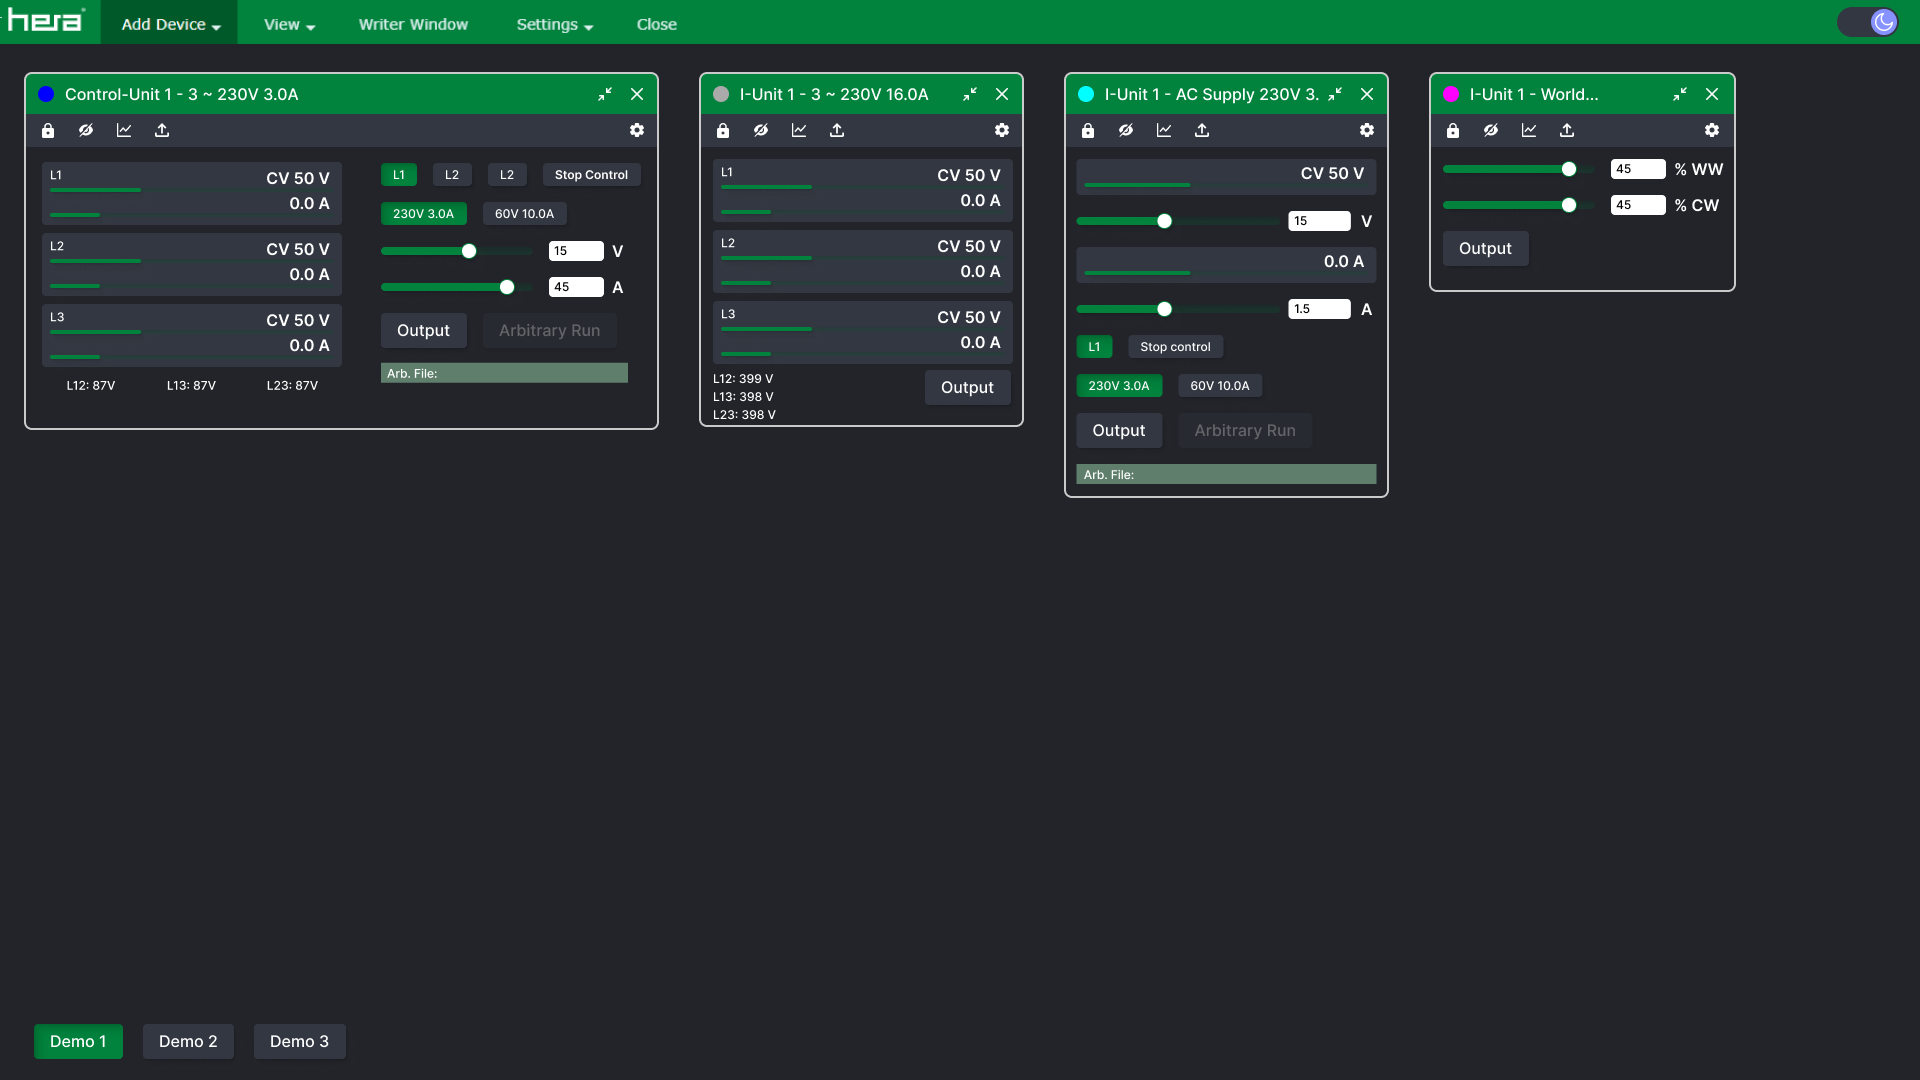 hera
Add Device
View
Writer Window
Settings
Close
Control-Unit 1 - 3 ~ 230V 3.0A
L1
CV 50 V
0.0 A
L2
CV 50 V
0.0 A
L3
CV 50 V
0.0 A
L12: 87V
L13: 87V
L23: 87V
L1
L2
L2
Stop Control
230V 3.0A
60V 10.0A
15
V
45
A
Output
Arbitrary Run
Arb. File:
I-Unit 1 - 3 ~ 230V 16.0A
L1
CV 50 V
0.0 A
L2
CV 50 V
0.0 A
L3
CV 50 V
0.0 A
L12: 399 V
L13: 398 V
L23: 398 V
Output
I-Unit 1 - AC Supply 230V 3.
CV 50 V
15
V
0.0 A
1.5
A
L1
Stop control
230V 3.0A
60V 10.0A
Output
Arbitrary Run
Arb. File:
I-Unit 1 - World...
45
% WW
45
% CW
Output
Demo 1
Demo 2
Demo 3